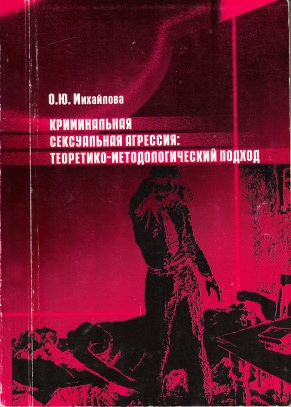 О.Ю. Михайлова
КРИМИНАЛЬНАЯ
СЕКСУАЛЬНАЯ АГРЕССИЯ:
ТЕОРЕТИКО-МЕТОДОЛОГИЧЕСКИЙ ПОДХОД